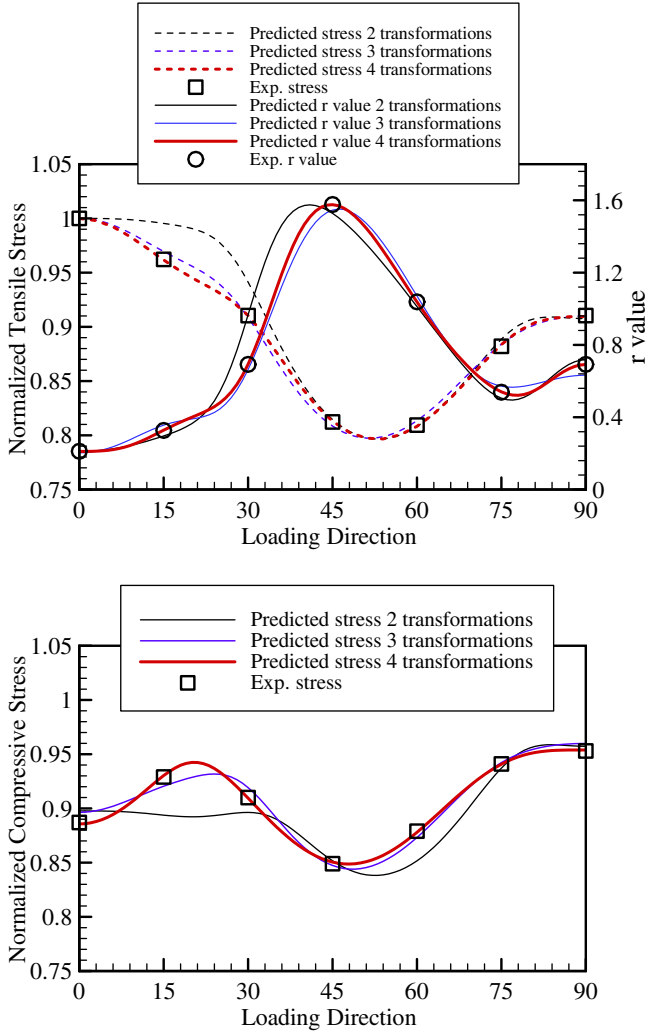 Predicted stress 2 transformations
Predicted stress 3 transformations
Predicted stress 4 transformations
Exp. stress
Predicted r value 2 transformations
Predicted r value 3 transformations
Predicted r value 4 transformations
Exp. r value
Normalized Tensile Stress
1.05
1
0.95
0.9
0.85
0.8
0.75
1.6
1.2
0.8
0.4
0
r value
0 15 30 45 60 75 90
Loading Direction
Predicted stress 2 transformations
Predicted stress 3 transformations
Predicted stress 4 transformations
Exp. stress
Normalized Compressive Stress
1.05
1
0.95
0.9
0.85
0.8
0.75
0 15 30 45 60 75 90
Loading Direction